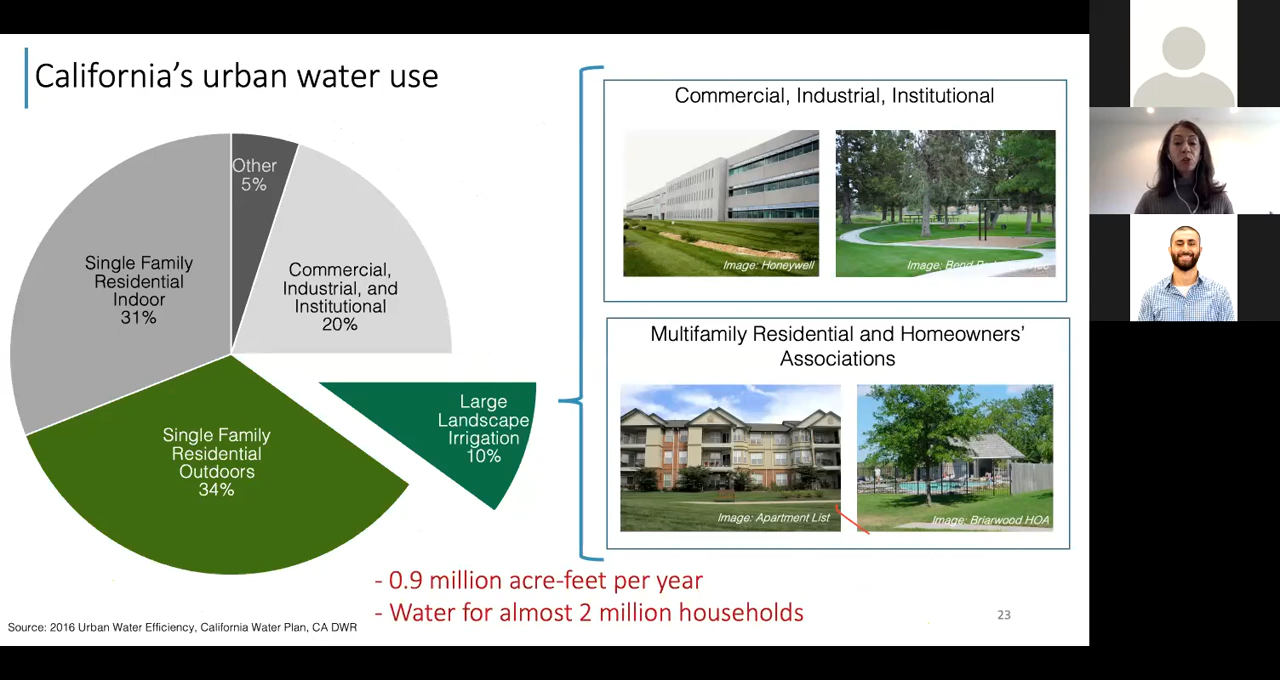 California's urban water use
Other
5%
Commercial,
Industrial, and
Institutional
20%
Single Family
Residential
Indoor
31%
Large
Landscape
Irrigation
10%
Single Family
Residential
Outdoors
34%
Commercial, Industrial, Institutional
Image: Honeywell
Image:
Multifamily Residential and Homeowners'
Associations
Image: Apartment List
Image: Briarwood HOA
- 0.9 million acre-feet per year
- Water for almost 2 million households
23
Source: 2016 Urban Water Efficiency, California Water Plan, CA DWR